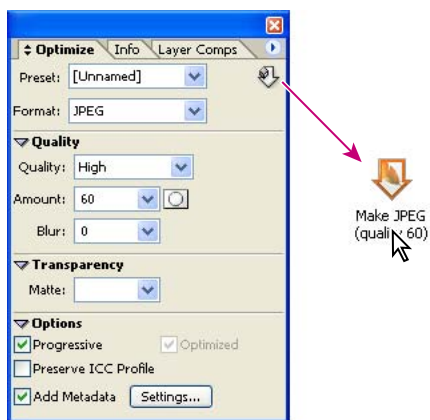 Optimize Info Layer Comps
Preset: [Unnamed]
Format: JPEG
Quality
Quality: High
Amount: 60
Blur: 0
Transparency
Matte:
Options
Progressive Optimized
Preserve ICC Profile
Add Metadata Settings...
Make JPEG
(quality 60)